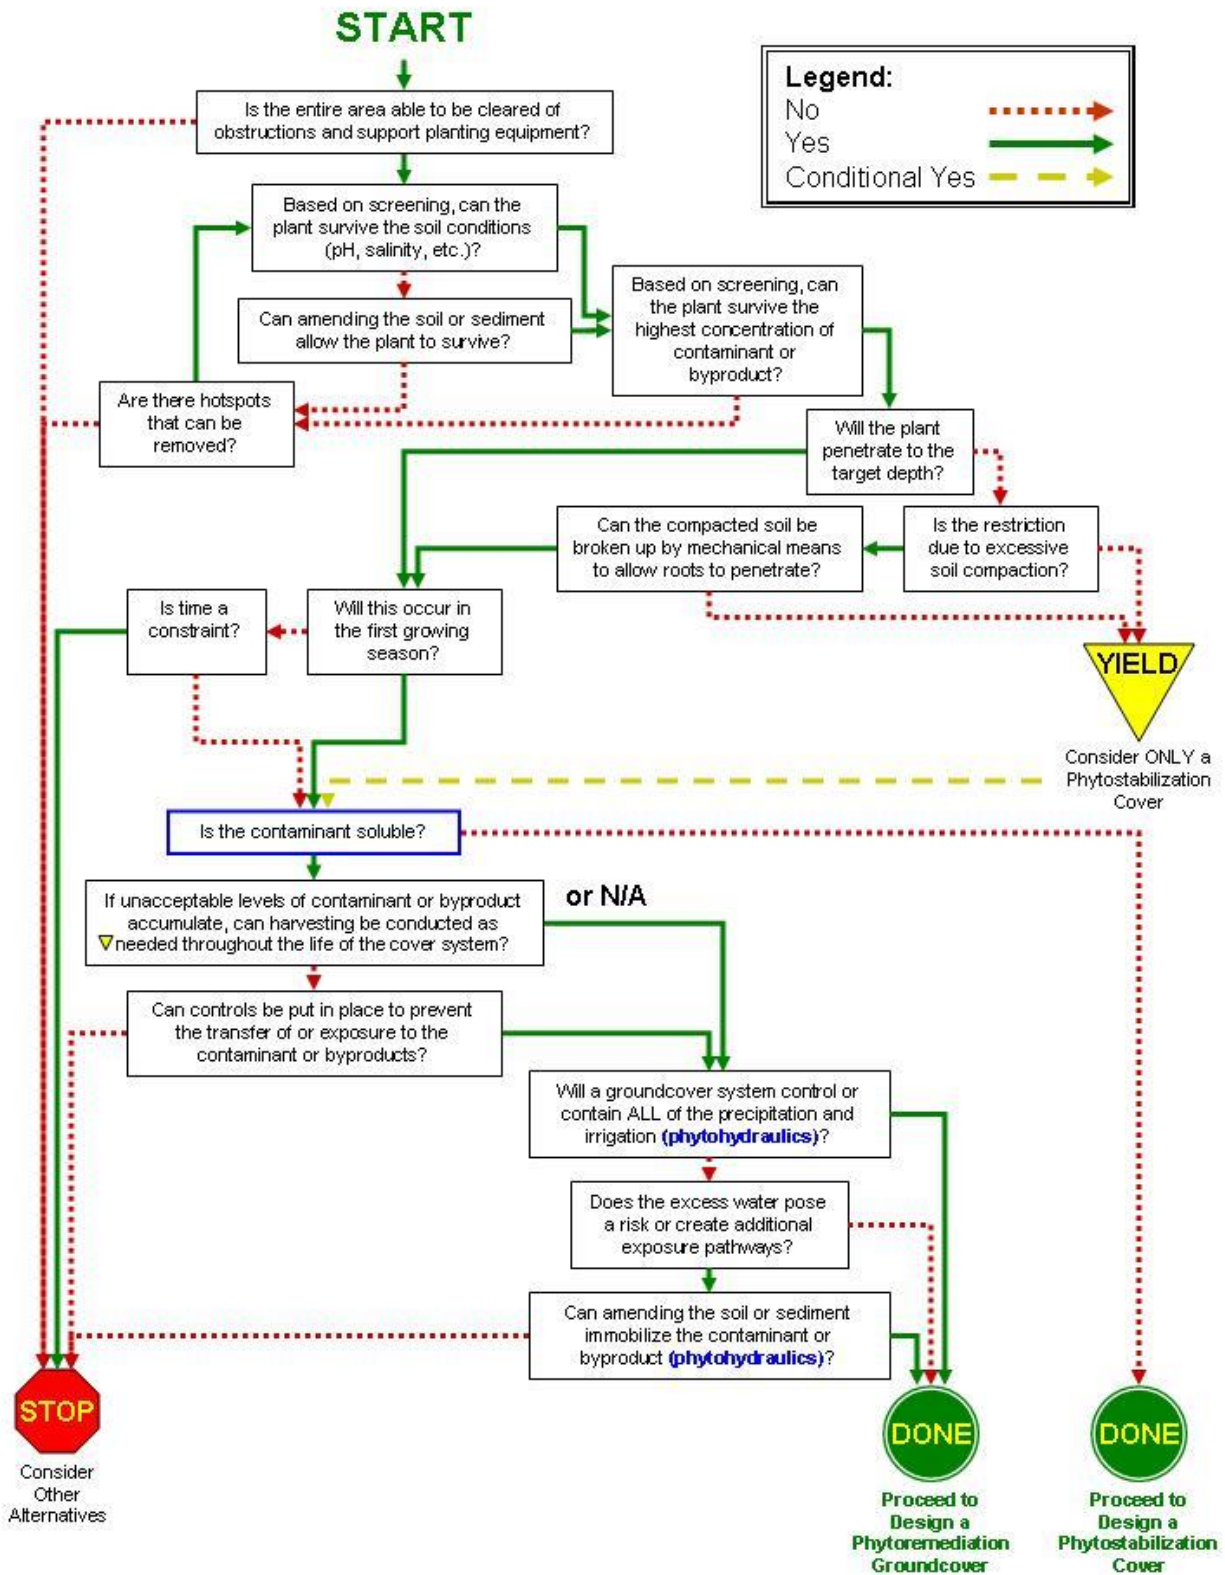 START
Legend:
No
Yes
Conditional Yes
Is the entire area able to be cleared of
obstructions and support planting equipment?
Based on screening, can the
plant survive the soil conditions
(pH, salinity, etc.)?
Based on screening, can
the plant survive the
highest concentration of
contaminant or
byproduct?
Can amending the soil or sediment
allow the plant to survive?
Are there hotspots
that can be
removed?
Will the plant
penetrate to the
target depth?
Can the compacted soil be
broken up by mechanical means
to allow roots to penetrate?
Is the restriction
due to excessive
soil compaction?
Is time a
constraint?
Will this occur in
the first growing
season?
YIELD
Consider ONLY a
Phytostabilization
Cover
Is the contaminant soluble?
If unacceptable levels of contaminant or byproduct
accumulate, can harvesting be conducted as
needed throughout the life of the cover system?
or N/A
Can controls be put in place to prevent
the transfer of or exposure to the
contaminant or byproducts?
Will a groundcover system control or
contain ALL of the precipitation and
irrigation (phytohydraulics)?
Does the excess water pose
a risk or create additional
exposure pathways?
Can amending the soil or sediment
immobilize the contaminant or
byproduct (phytohydraulics)?
STOP
Consider
Other
Alternatives
DONE
Proceed to
Design a
Phytoremediation
Groundcover
DONE
Proceed to
Design a
Phytostabilization
Cover